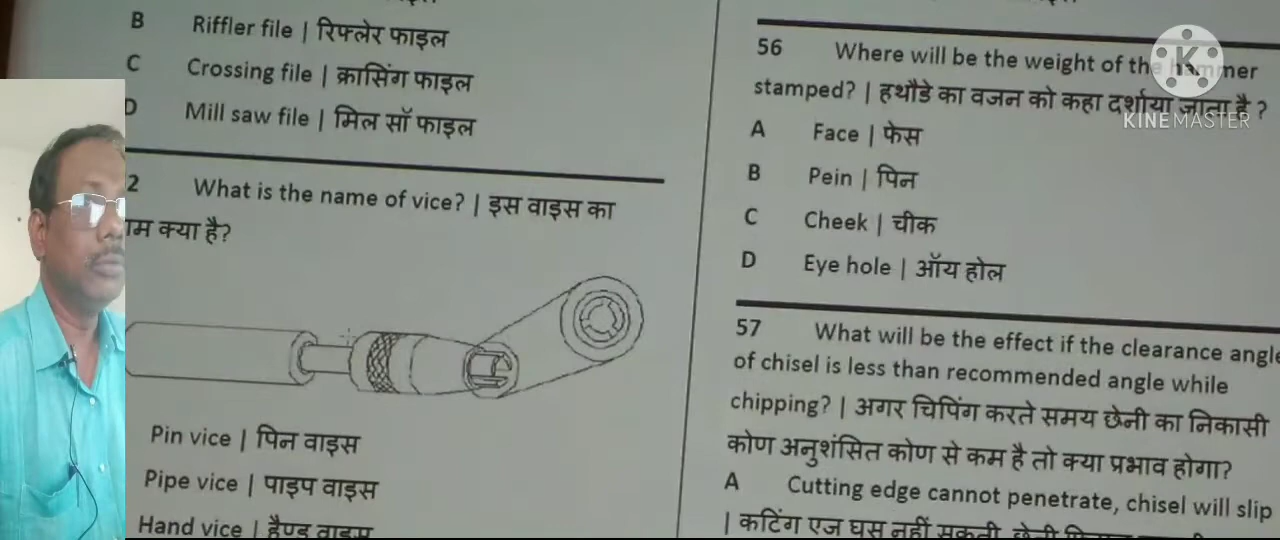 B Riffler file | रिफ्लेर फाइल
C Crossing file | क्रासिंग फाइल
D Mill saw file | मिल सॉ फाइल
2 What is the name of vice? | इस वाइस का
क्या है?
Pin vice | पिन वाइस
Pipe vice | पाइप वाइस
Hand vice | हैण्ड वाइस
56 Where will be the weight of the hammer
stamped? | हथौडे का वजन को कहा दर्शाया जाता है ?
A Face | फेस
B Pein | पिन
C Cheek | चीक
D Eye hole | ऑय होल
57 What will be the effect if the clearance angle
of chisel is less than recommended angle while
chipping? | अगर चिपिंग करते समय छेनी का निकासी
कोण अनुशंसित कोण से कम है तो क्या प्रभाव होगा?
A Cutting edge cannot penetrate, chisel will slip
| कटिंग एज घुस नहीं सकती, छेनी
K
KINEMASTER